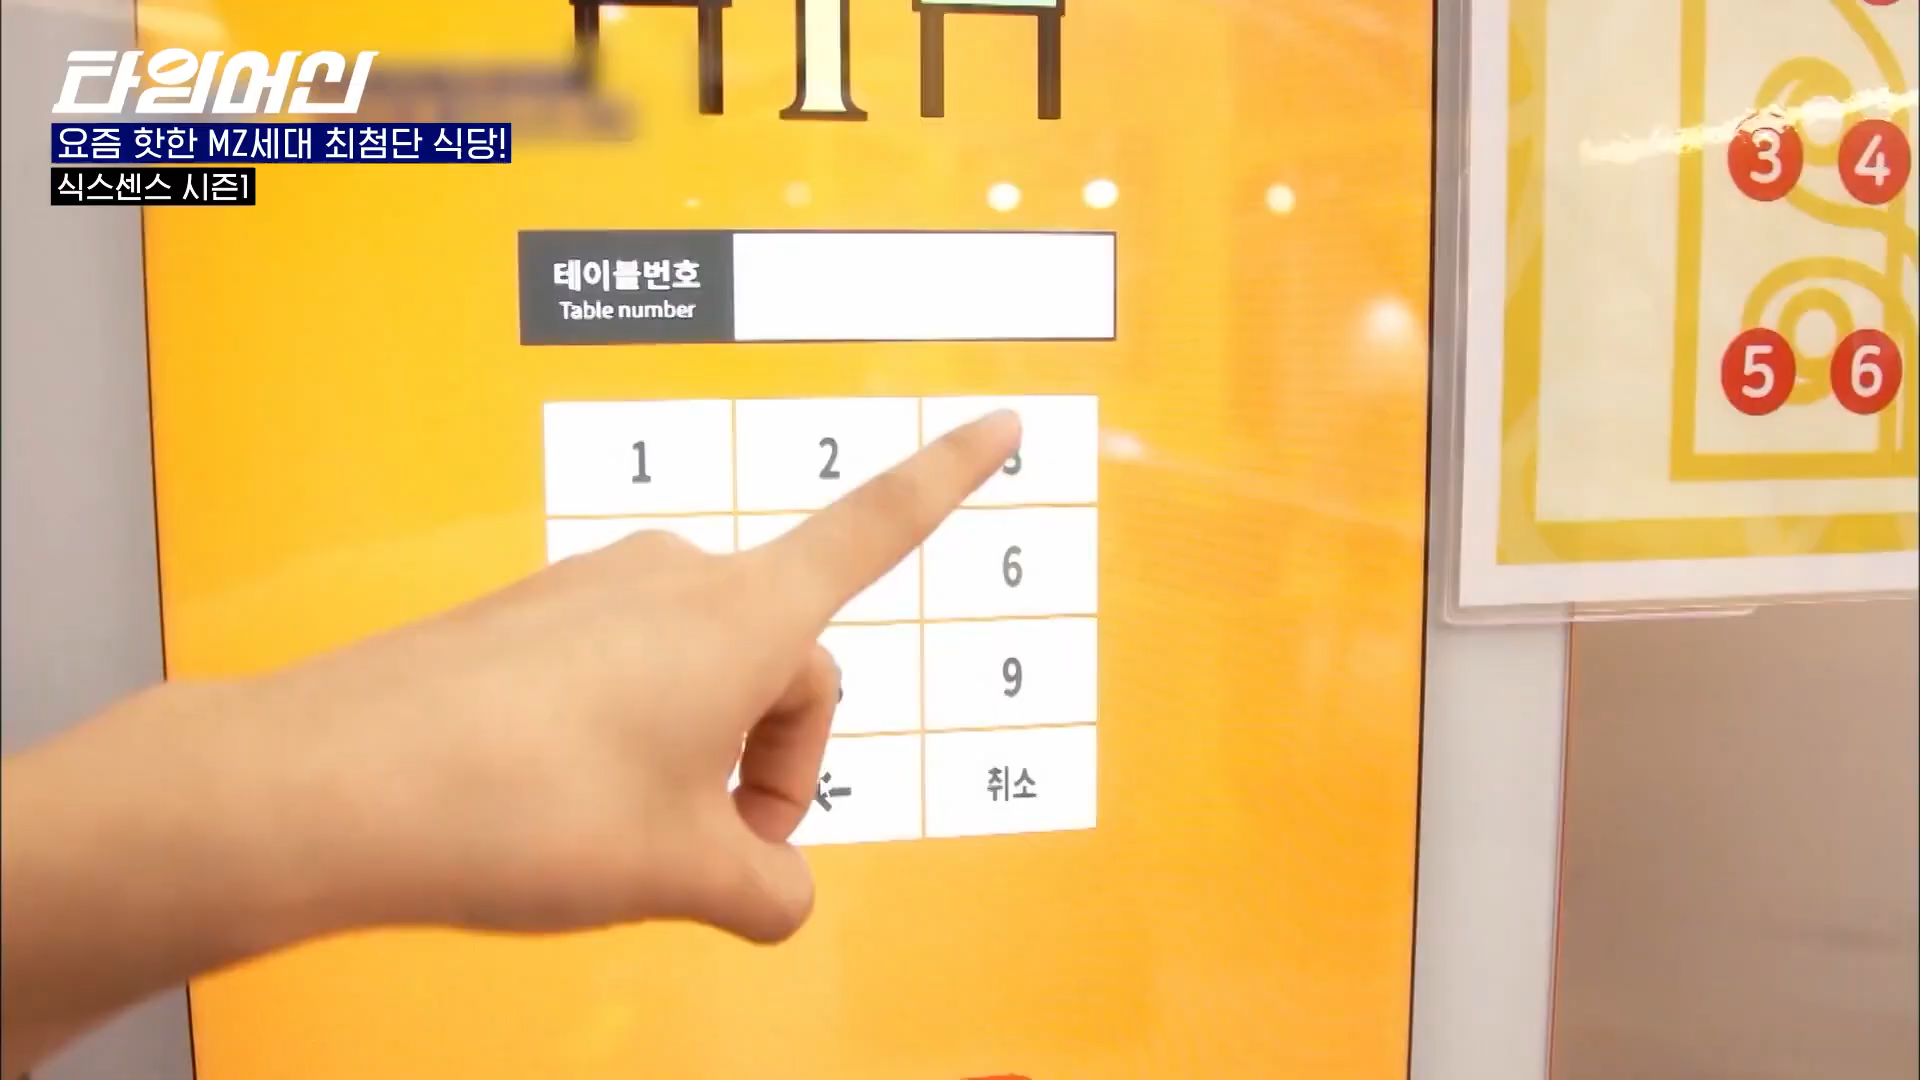 타임머신
요즘 핫한 MZ세대 최첨단 식당!
식스센스 시즌1
테이블번호
Table number
1 2 3
6
9
취소
3 4
5 6